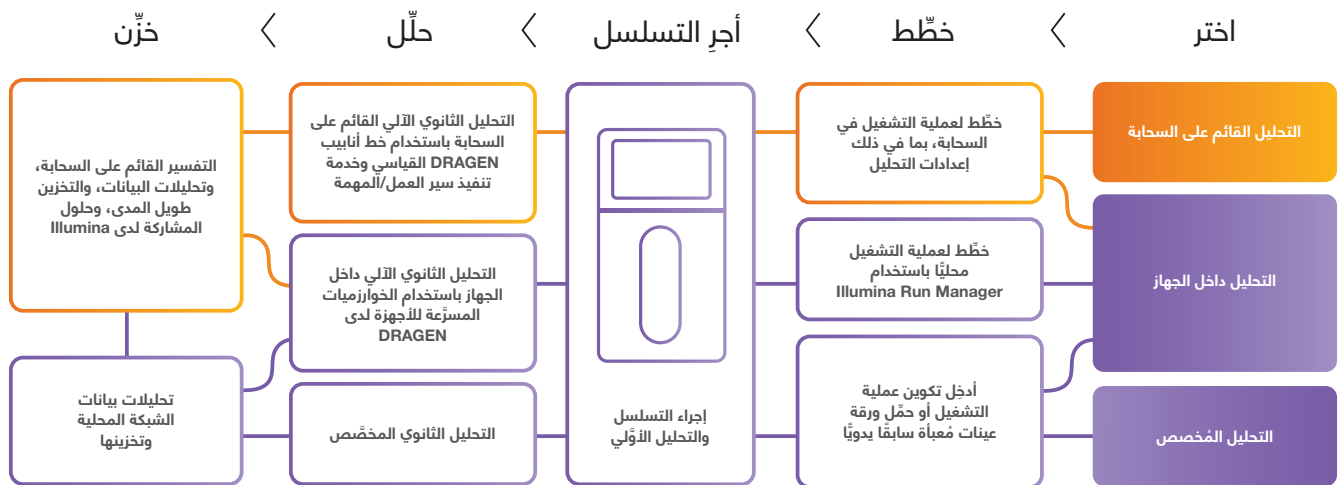 اختر
خطِّط
أجرِ التسلسل
حلِّل
خزِّن
التحليل القائم على السحابة
التحليل داخل الجهاز
التحليل المُخصص
خطِّط لعملية التشغيل في
السحابة، بما في ذلك
إعدادات التحليل
خطِّط لعملية التشغيل
محليًا باستخدام
Illumina Run Manager
أدخِل تكوين عملية
التشغيل أو حمِّل ورقة
عينات مُعبأة سابقًا يدويًّا
إجراء التسلسل
والتحليل الأوَّلي
التحليل الثانوي الآلي القائم على
السحابة باستخدام خط أنابيب
DRAGEN القياسي وخدمة
تنفيذ سير العمل/المهمة
التحليل الثانوي الآلي داخل
الجهاز باستخدام الخوارزميات
المسرَّعة للأجهزة لدى
DRAGEN
التحليل الثانوي المخصَّص
التفسير القائم على السحابة،
وتحليلات البيانات، والتخزين
طويل المدى، وحلول
المشاركة لدى Illumina
تحليلات بيانات
الشبكة المحلية
وتخزينها